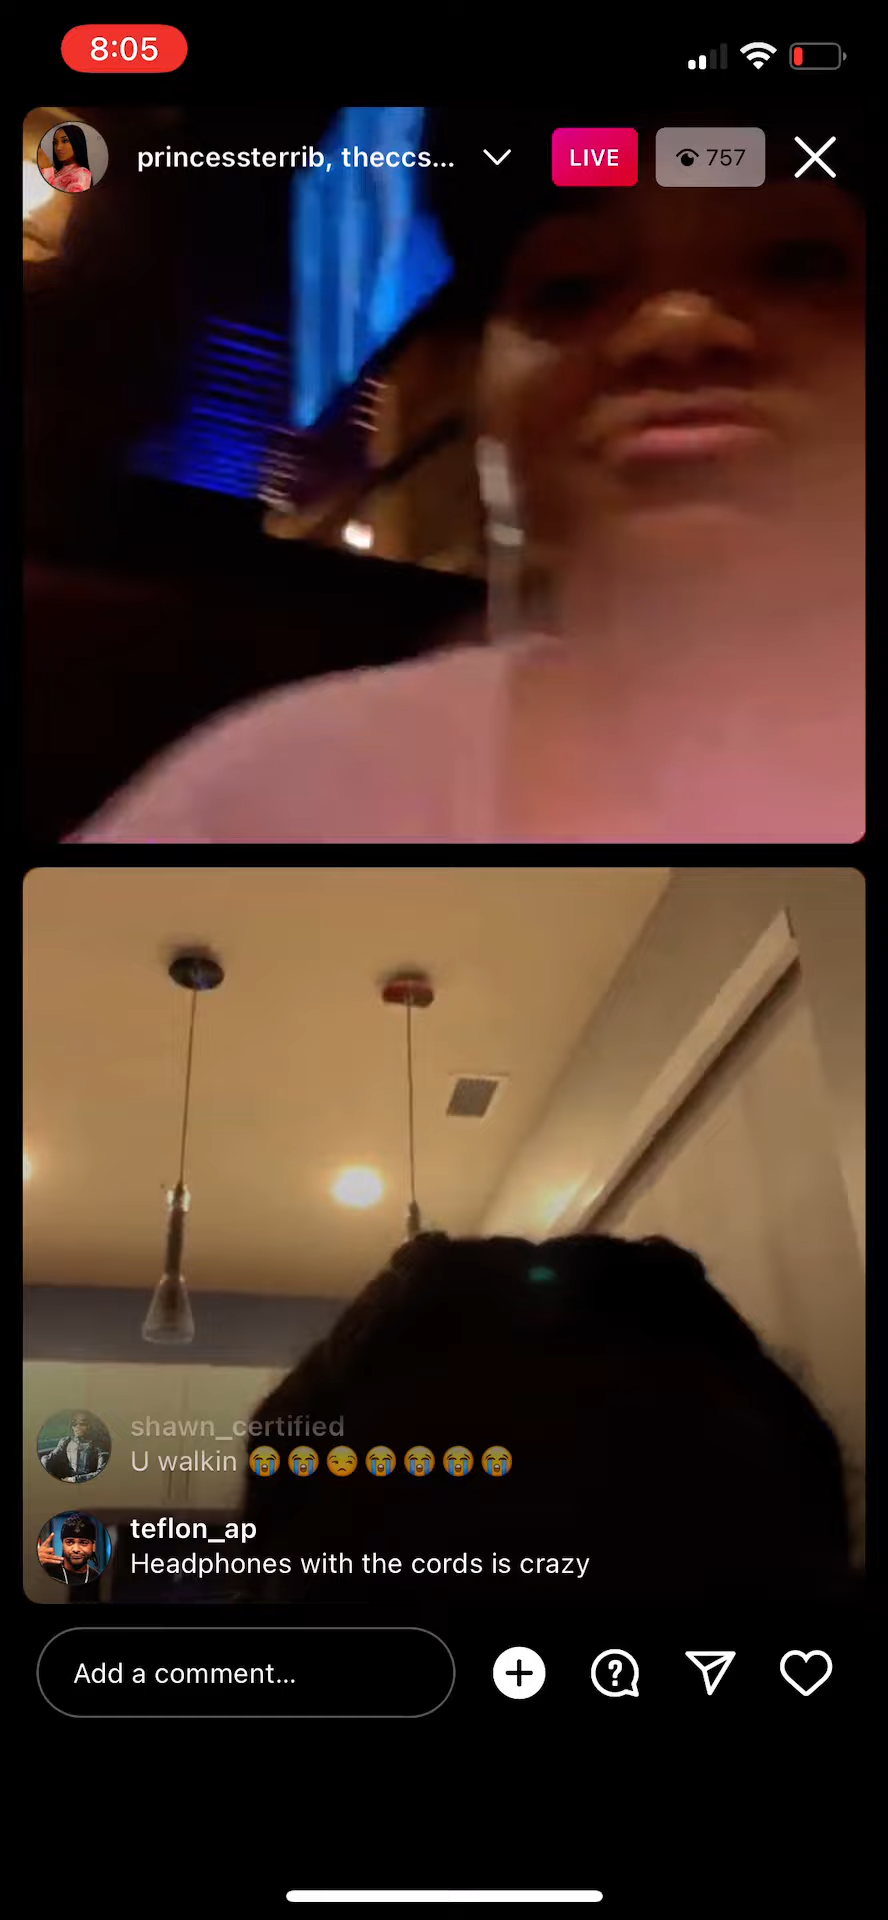 8:05
princessterrib, theccs...
LIVE
757
shawn_certified
U walkin 😭😭😒😭😭😭😭
teflon_ap
Headphones with the cords is crazy
Add a comment...